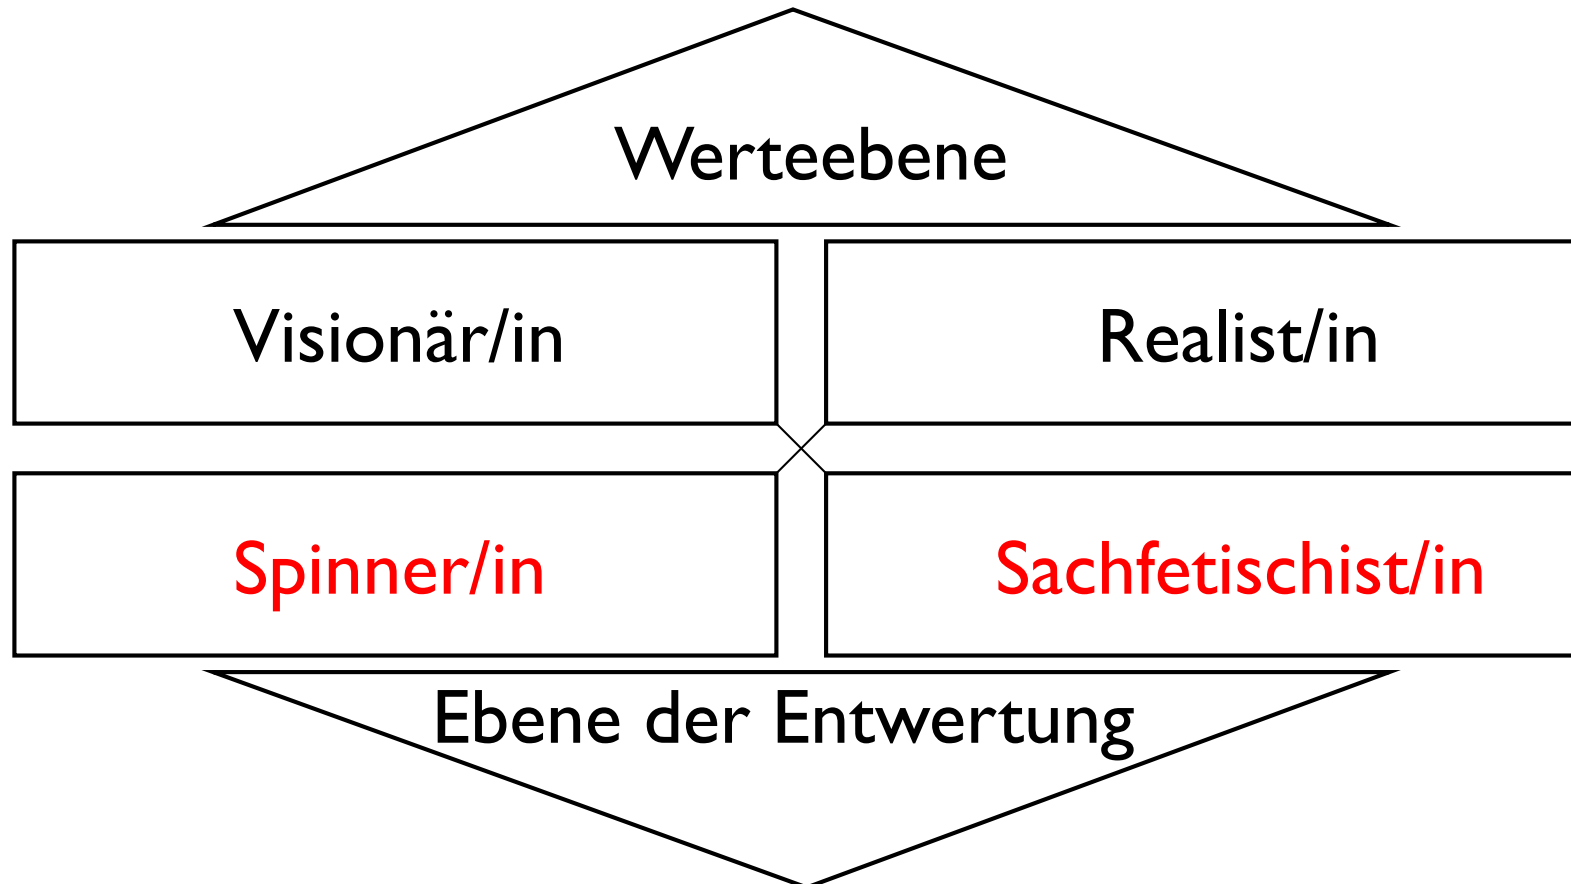 Werteebene
Visionär/in
Realist/in
Spinner/in
Sachfetischist/in
Ebene der Entwertung